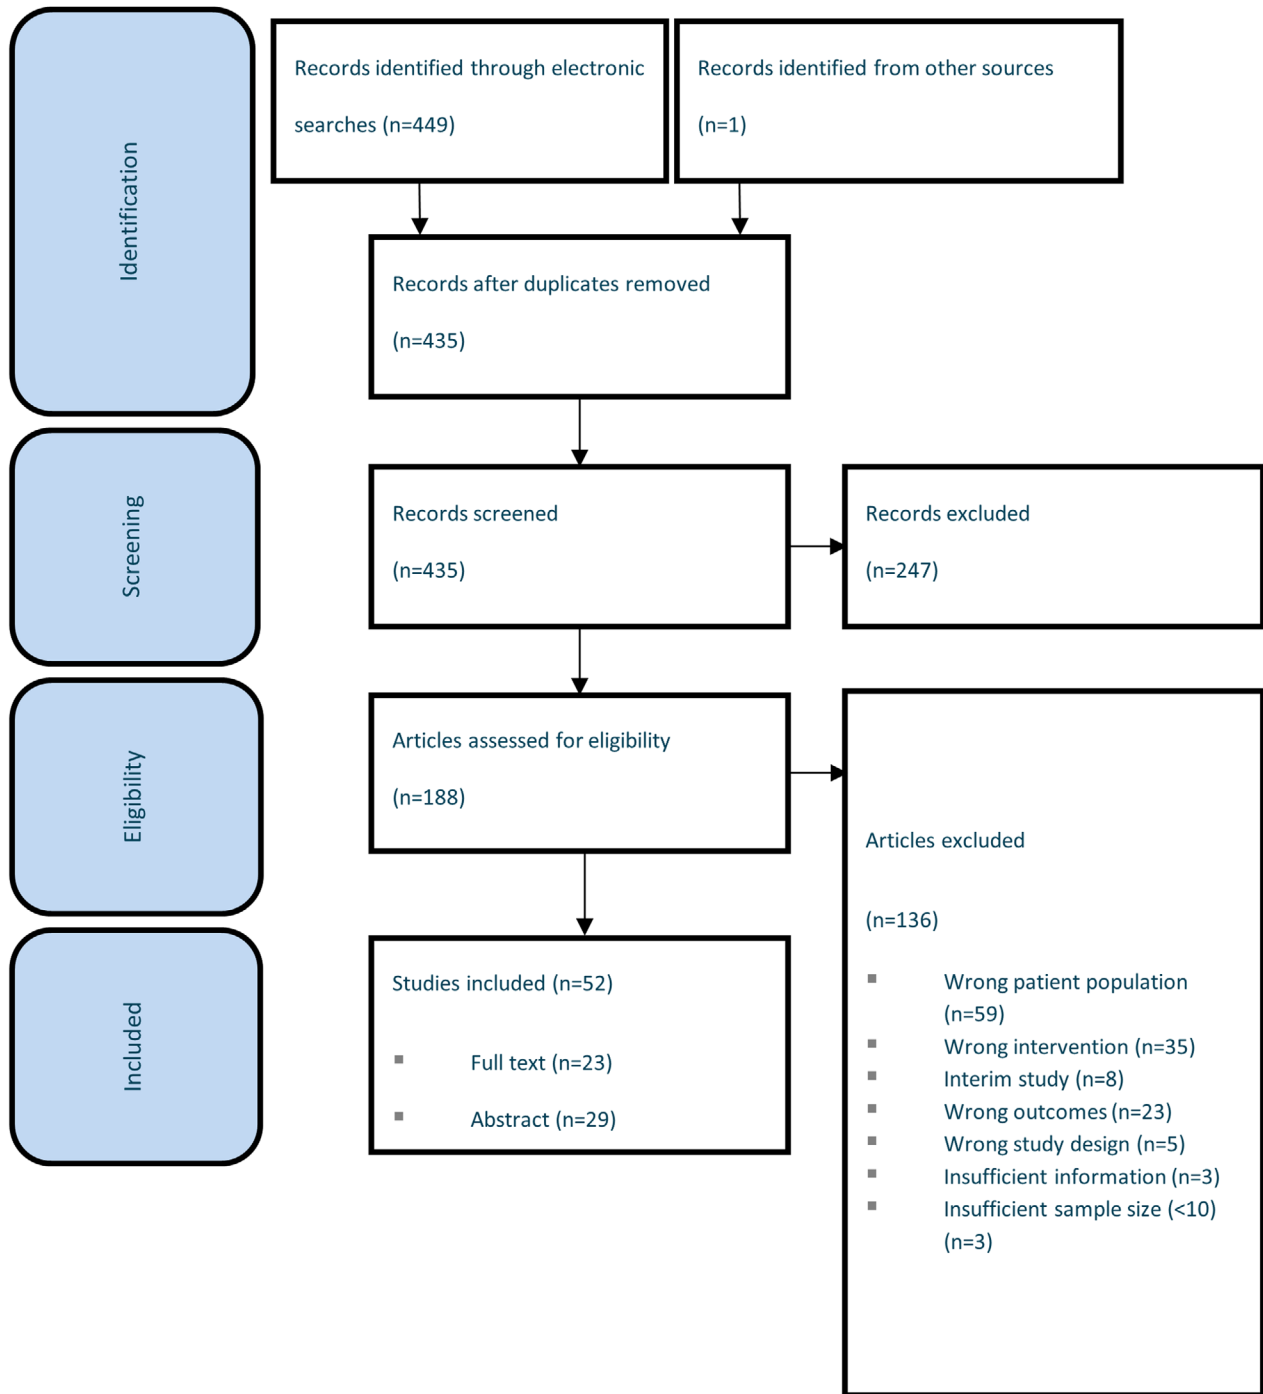 Identification
Records identified through electronic
searches (n=449)
Records identified from other sources
(n=1)
Records after duplicates removed
(n=435)
Screening
Records screened
(n=435)
Records excluded
(n=247)
Eligibility
Articles assessed for eligibility
(n=188)
Articles excluded
(n=136)
▪ Wrong patient population
(n=59)
▪ Wrong intervention (n=35)
▪ Interim study (n=8)
▪ Wrong outcomes (n=23)
▪ Wrong study design (n=5)
▪ Insufficient information (n=3)
▪ Insufficient sample size (<10)
(n=3)
Included
Studies included (n=52)
▪ Full text (n=23)
▪ Abstract (n=29)